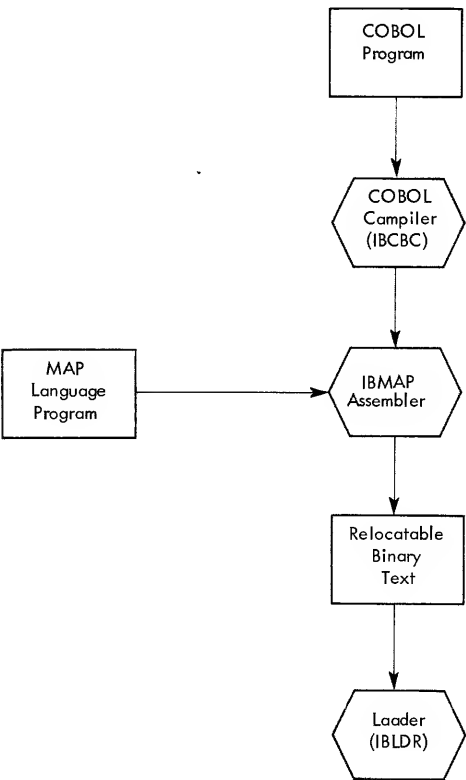 COBOL
Program
COBOL
Campiler
(IBCBC)
MAP
Language
Program
IBMAP
Assembler
Relocatable
Binary
Text
Laader
(IBLDR)